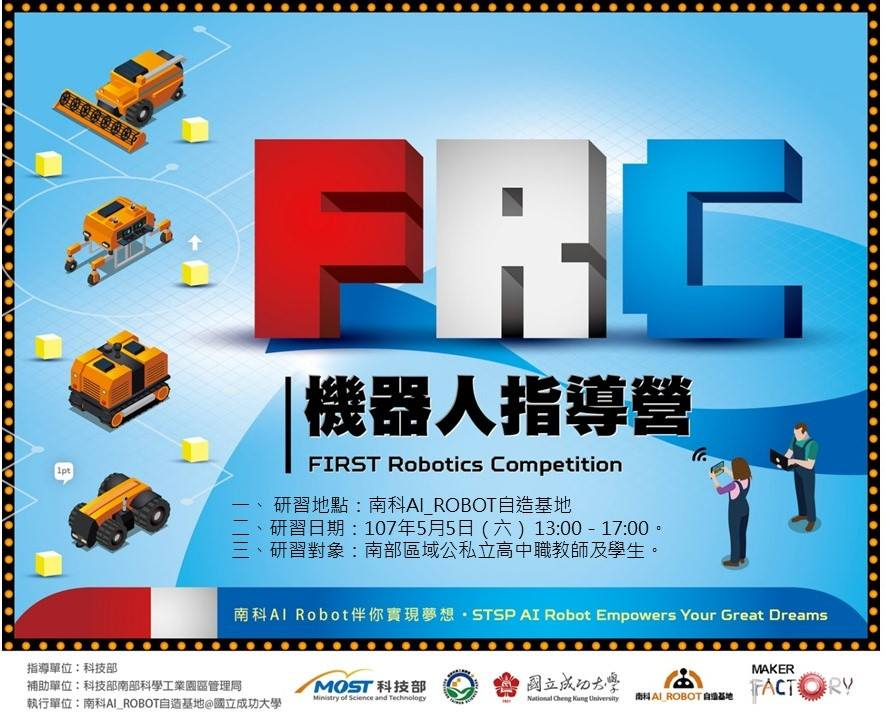 FRC
機器人指導營
FIRST Robotics Competition
一、 研習地點：南科AI_ROBOT自造基地
二、研習日期：107年5月5日（六） 13:00 - 17:00。
三、研習對象：南部區域公私立高中職教師及學生。
1pt
南科AI Robot伴你實現夢想・STSP AI Robot Empowers Your Great Dreams
指導單位：科技部
補助單位：科技部南部科學工業園區管理局
執行單位：南科AI_ROBOT自造基地@國立成功大學
MOST 科技部
Ministry of Science and Technology
國立成功大學
National Cheng Kung University
南科AI_ROBOT自造基地
MAKER
FACTORY